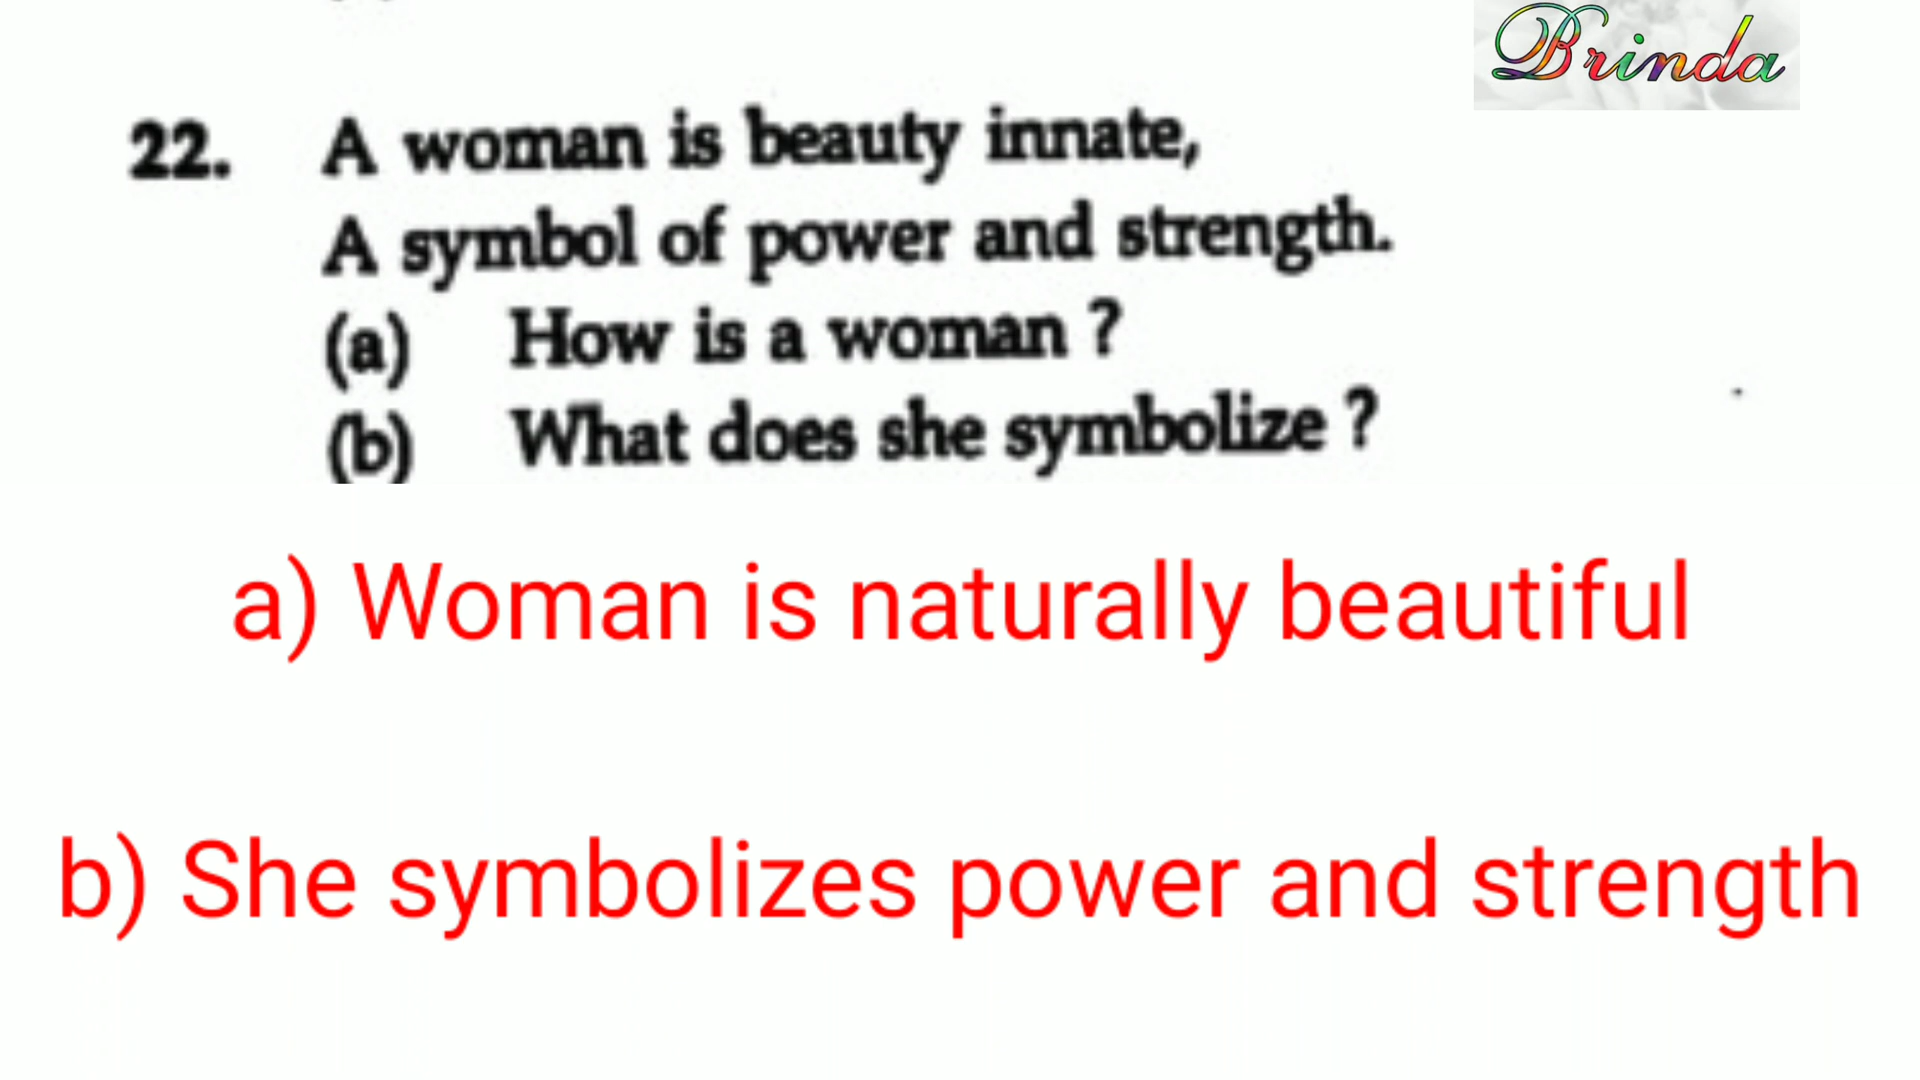 Brinda
22. A woman is beauty innate,
A symbol of power and strength.
(a) How is a woman ?
(b) What does she symbolize ?
a) Woman is naturally beautiful
b) She symbolizes power and strength